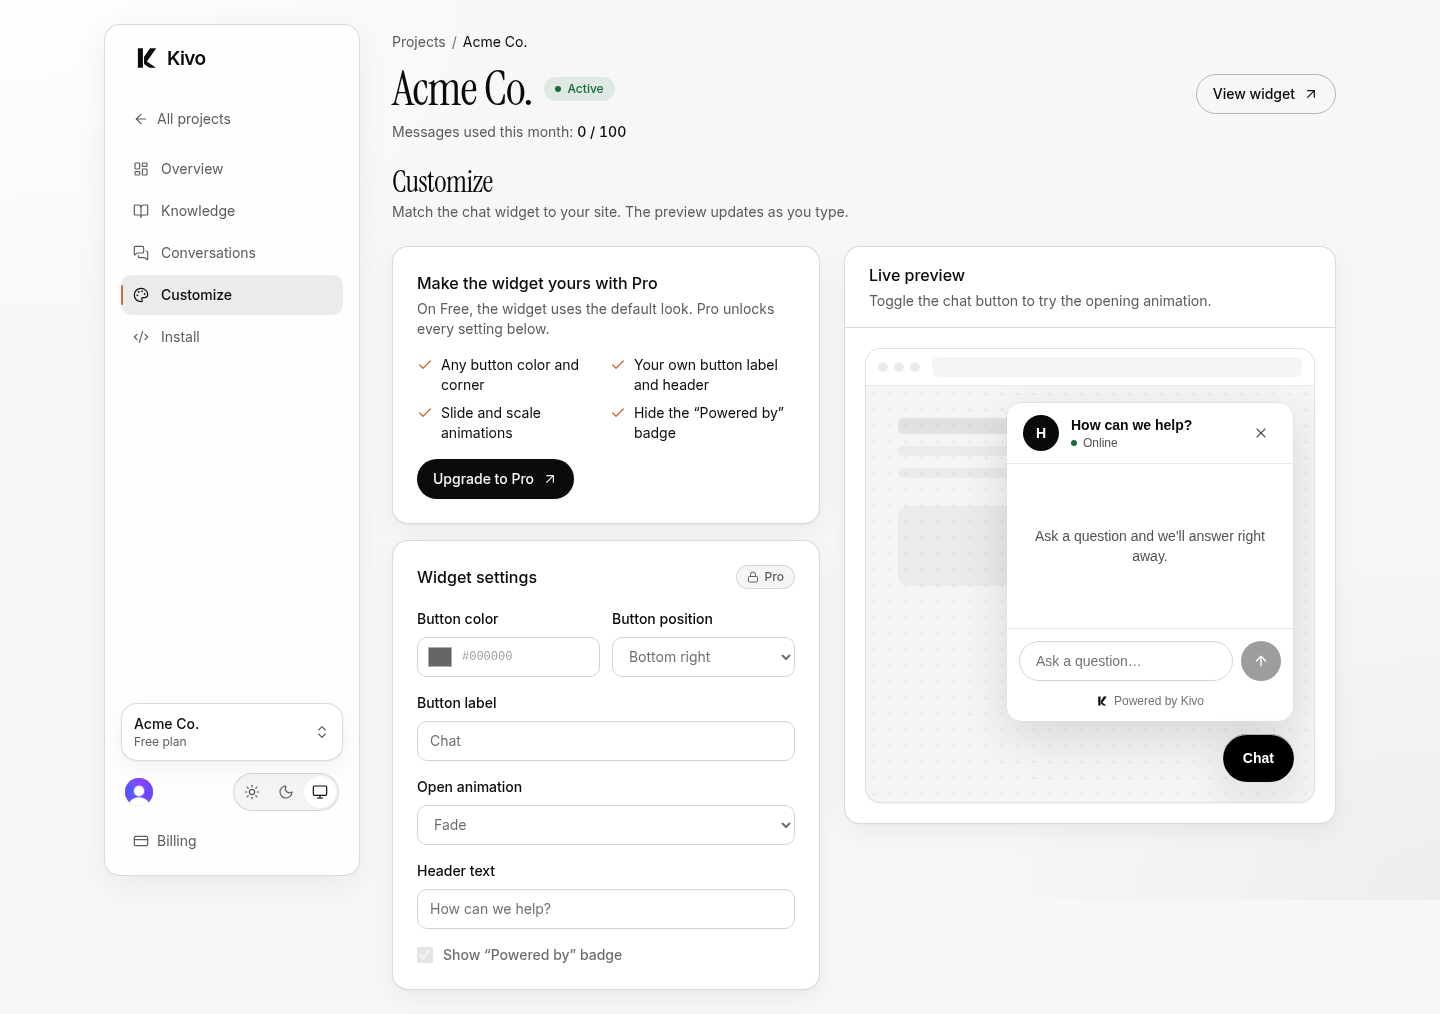 Kivo
All projects
Overview
Knowledge
Conversations
Customize
Install
Acme Co.
Free plan
Billing
Projects / Acme Co.
Acme Co.
Active
Messages used this month: 0 / 100
View widget
Customize
Match the chat widget to your site. The preview updates as you type.
Make the widget yours with Pro
On Free, the widget uses the default look. Pro unlocks
every setting below.
Any button color and
corner
Your own button label
and header
Slide and scale
animations
Hide the “Powered by”
badge
Upgrade to Pro
Widget settings
Pro
Button color
Button position
#000000
Bottom right
Button label
Chat
Open animation
Fade
Header text
How can we help?
Show “Powered by” badge
Live preview
Toggle the chat button to try the opening animation.
H
How can we help?
Online
Ask a question and we'll answer right
away.
Ask a question…
Powered by Kivo
Chat